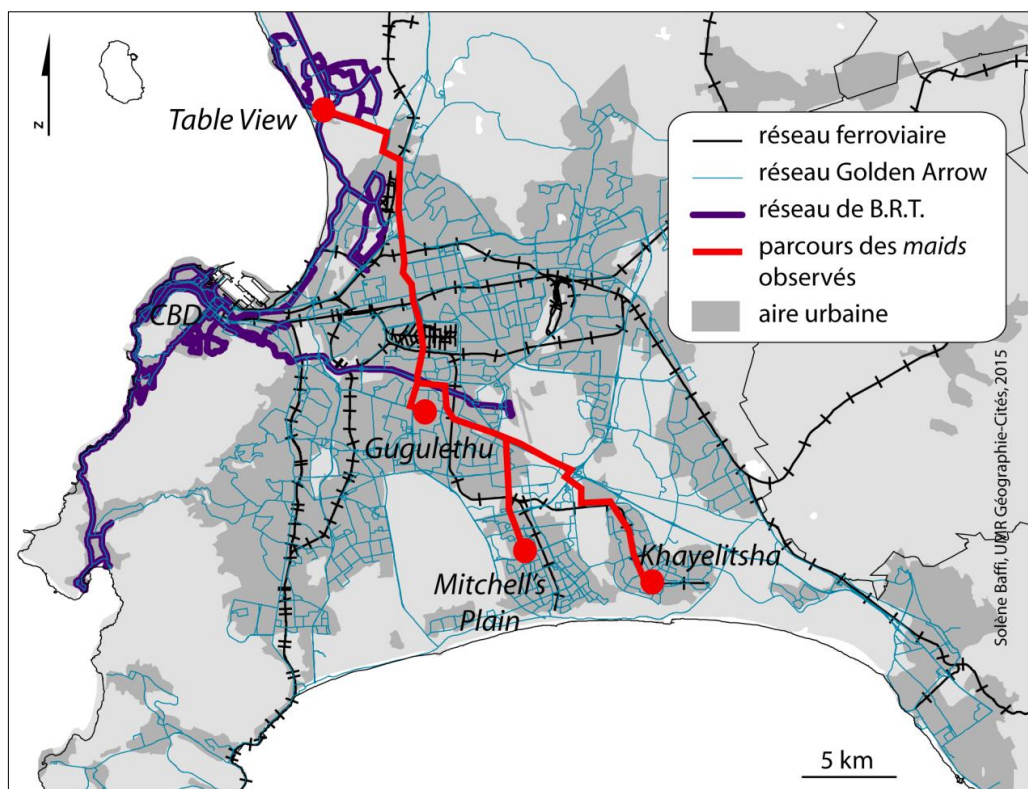 N
Table View
CBD
Gugulethu
Mitchell's
Plain
Khayelitsha
réseau ferroviaire
réseau Golden Arrow
réseau de B.R.T.
parcours des maids
observés
aire urbaine
Solène Baffi, UMR Géographie-Cités, 2015
5 km